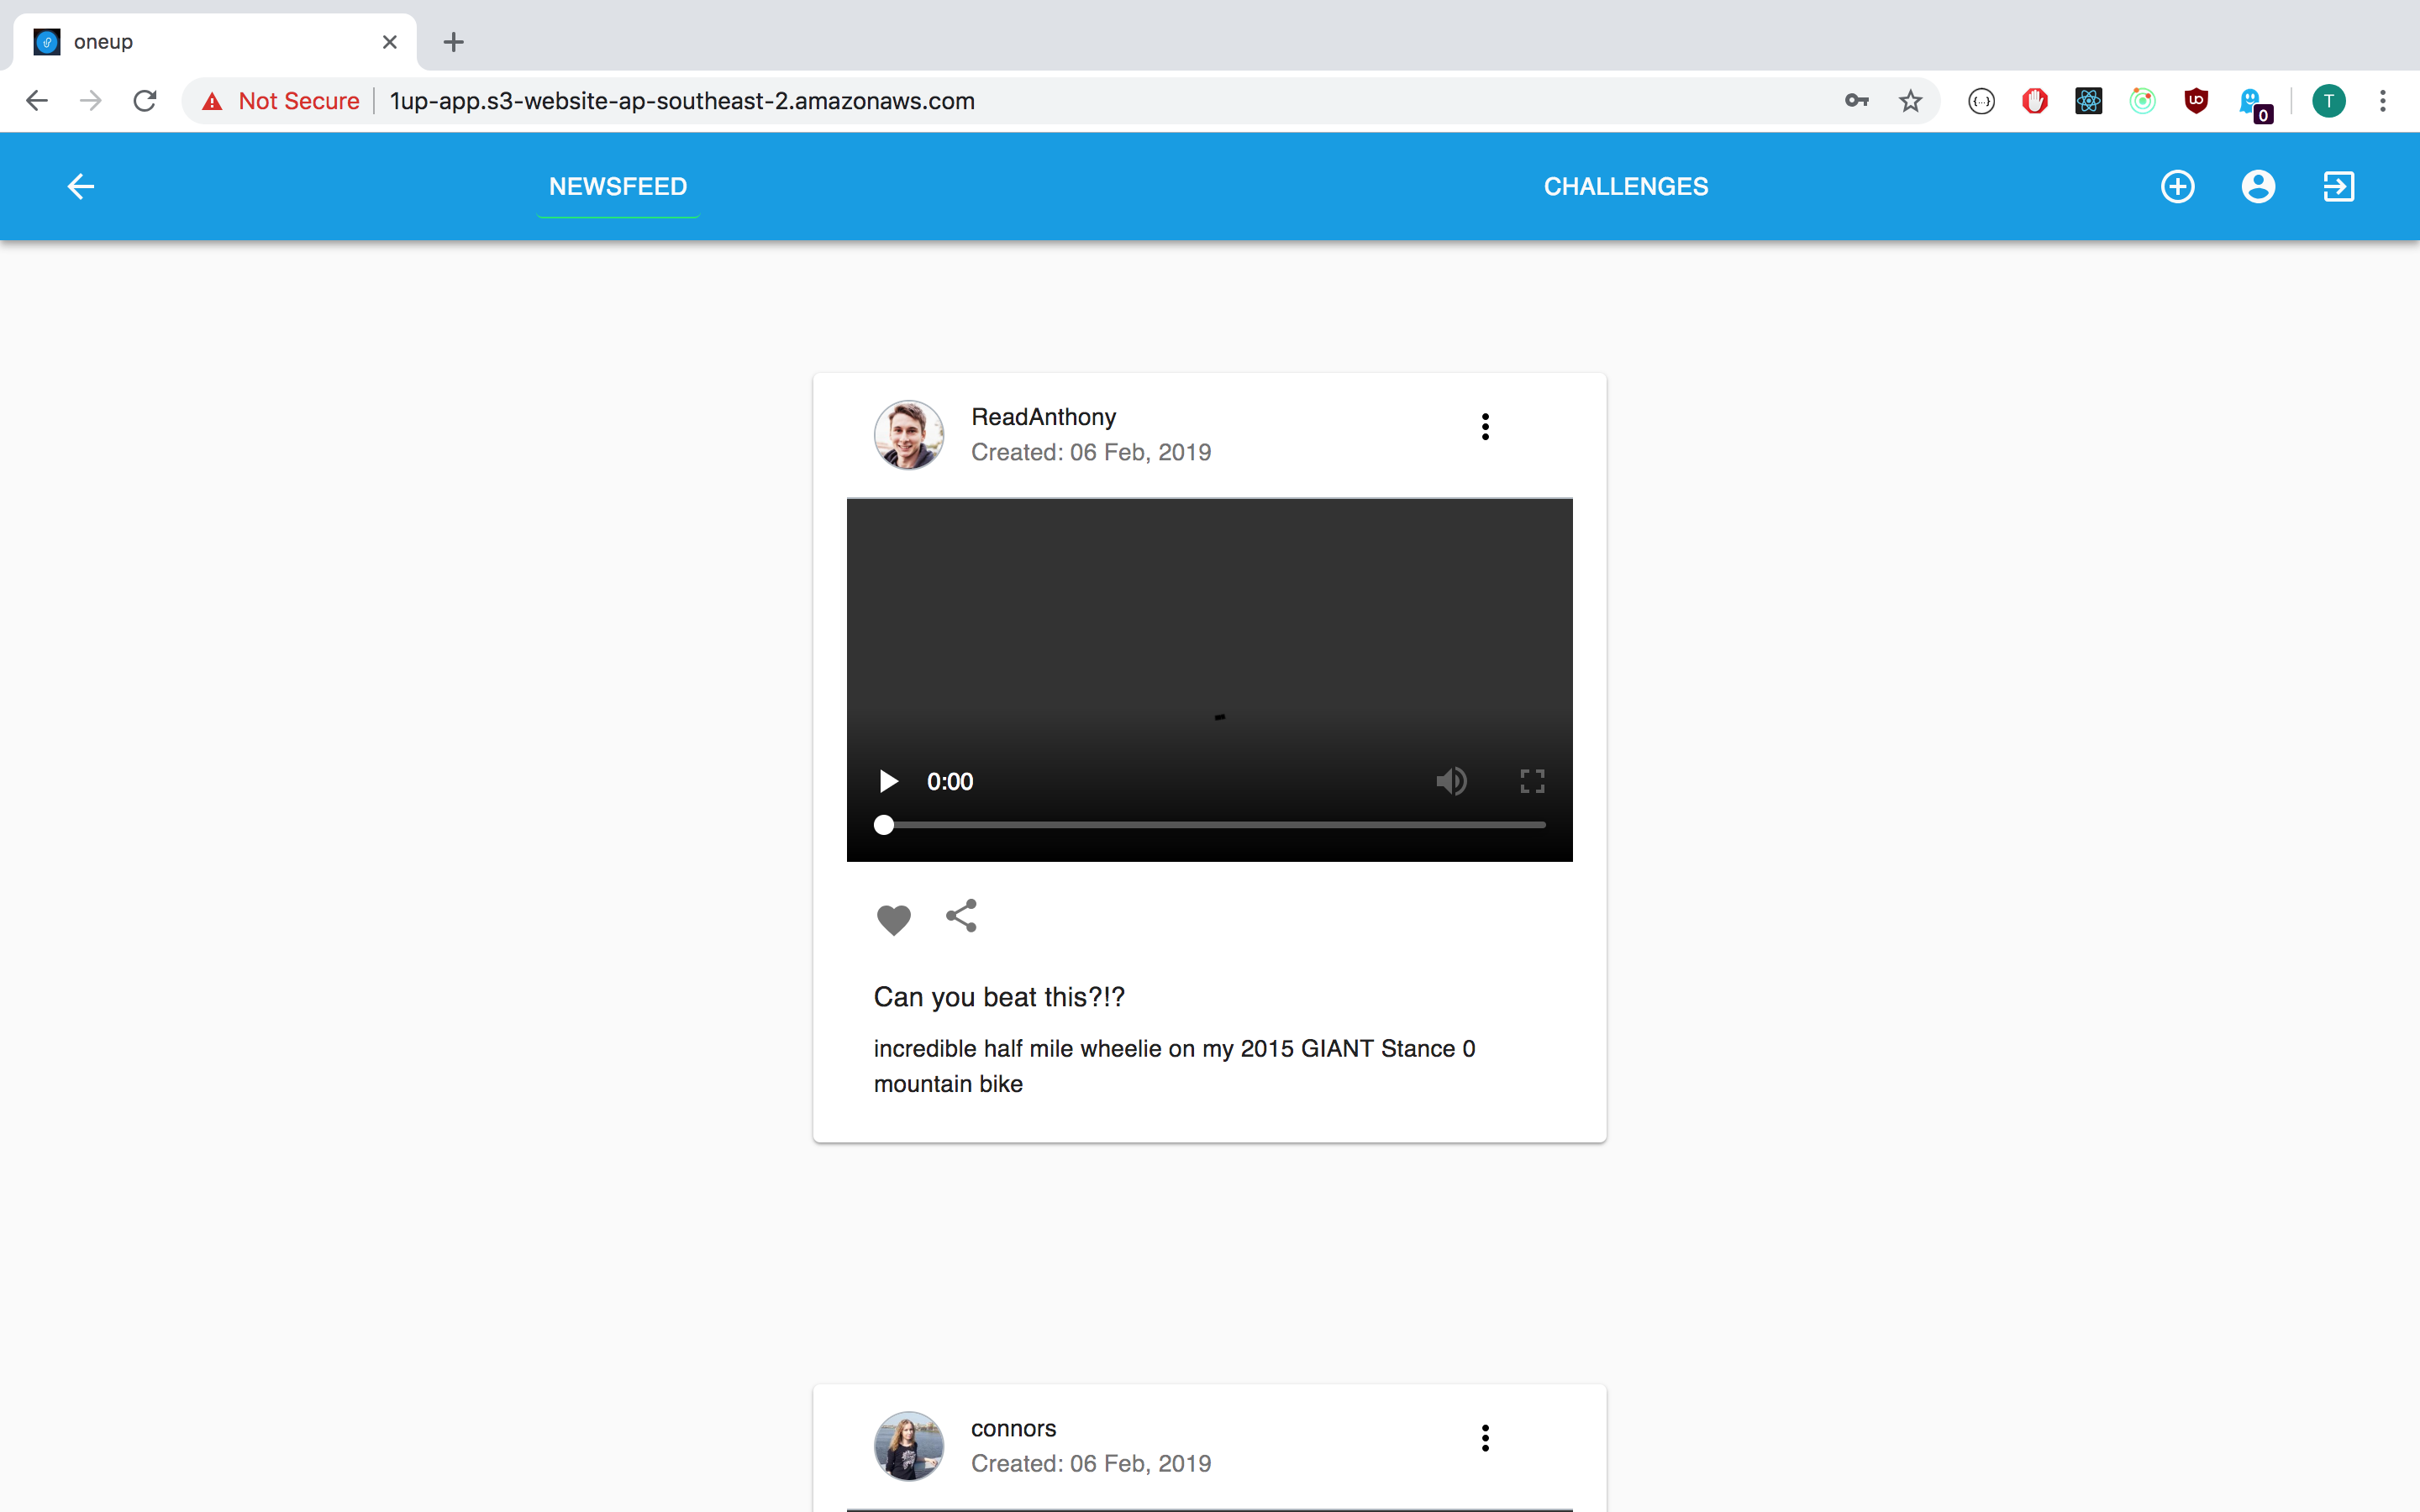 oneup
Not Secure 1up-app.s3-website-ap-southeast-2.amazonaws.com
{...}
0
T
NEWSFEED
CHALLENGES
ReadAnthony
Created: 06 Feb, 2019
0:00
Can you beat this?!?
incredible half mile wheelie on my 2015 GIANT Stance 0
mountain bike
connors
Created: 06 Feb, 2019